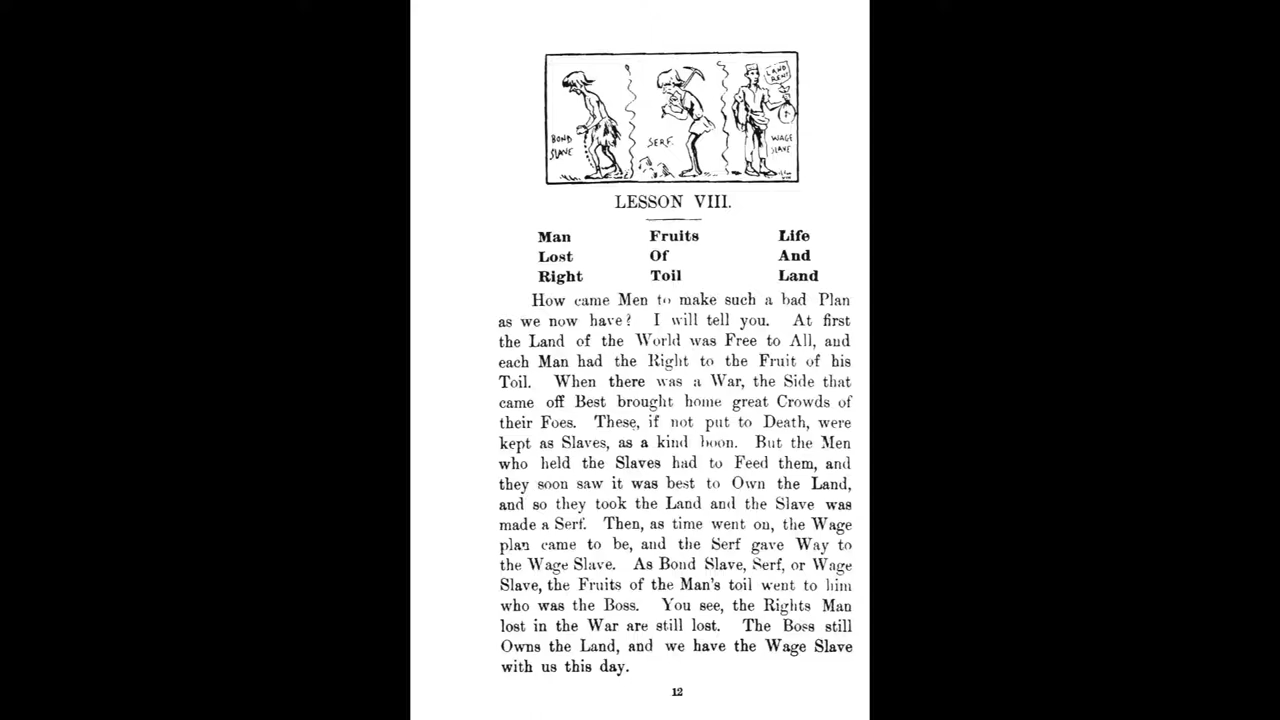 BOND
SLAVE
SERF.
LAND
RENT
WAGE
SLAVE
LESSON VIII.
Man Fruits Life
Lost Of And
Right Toil Land
How came Men to make such a bad Plan
as we now have? I will tell you. At first
the Land of the World was Free to All, and
each Man had the Right to the Fruit of his
Toil. When there was a War, the Side that
came off Best brought home great Crowds of
their Foes. These, if not put to Death, were
kept as Slaves, as a kind boon. But the Men
who held the Slaves had to Feed them, and
they soon saw it was best to Own the Land,
and so they took the Land and the Slave was
made a Serf. Then, as time went on, the Wage
plan came to be, and the Serf gave Way to
the Wage Slave. As Bond Slave, Serf, or Wage
Slave, the Fruits of the Man's toil went to him
who was the Boss. You see, the Rights Man
lost in the War are still lost. The Boss still
Owns the Land, and we have the Wage Slave
with us this day.
12